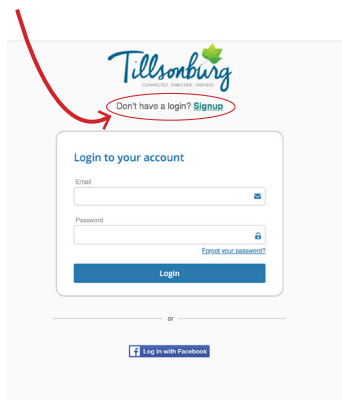 Tillsonburg
CONNECTED. ENRICHED. INSPIRED.
Don't have a login? Signup
Login to your account
Email
Password
Forgot your password?
Login
or
f Log in with Facebook